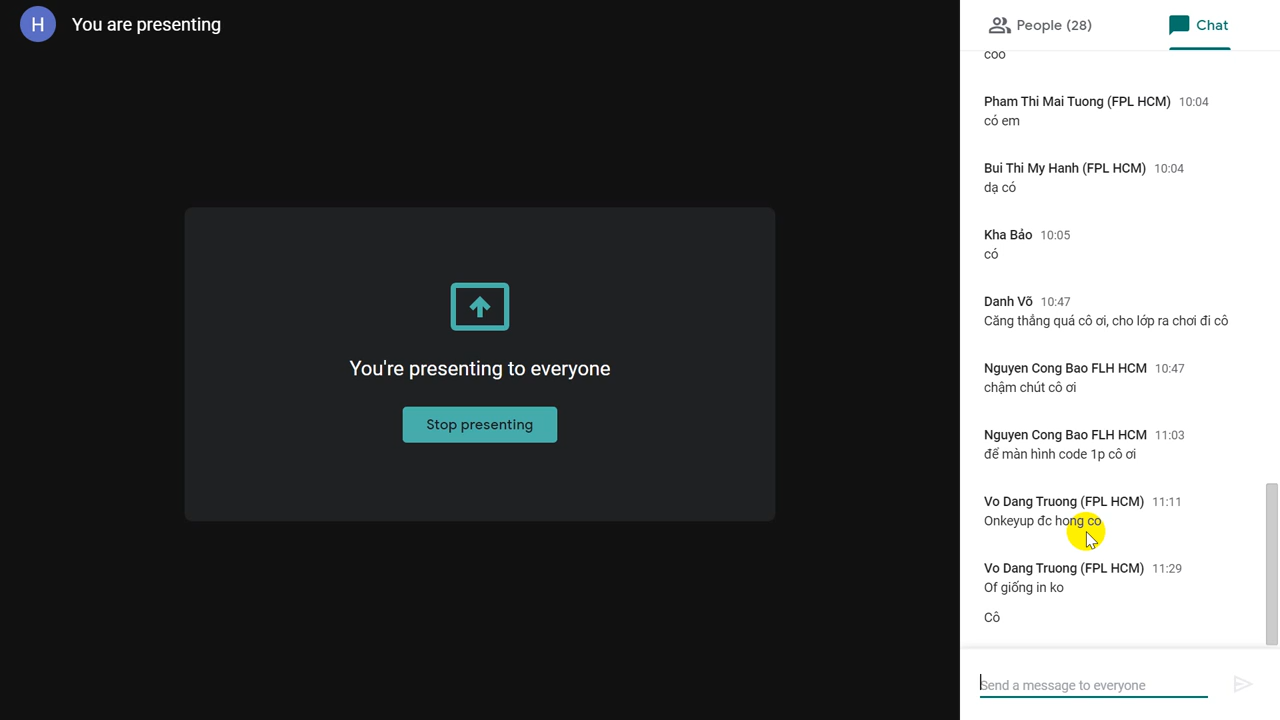 H You are presenting
People (28) Chat
coo
Pham Thi Mai Tuong (FPL HCM) 10:04
có em
Bui Thi My Hanh (FPL HCM) 10:04
dạ có
Kha Bảo 10:05
có
Danh Võ 10:47
Căng thẳng quá cô ơi, cho lớp ra chơi đi cô
Nguyen Cong Bao FLH HCM 10:47
chậm chút cô ơi
Nguyen Cong Bao FLH HCM 11:03
để màn hình code 1p cô ơi
Vo Dang Truong (FPL HCM) 11:11
Onkeyup đc hong co
Vo Dang Truong (FPL HCM) 11:29
Of giống in ko
Cô
You're presenting to everyone
Stop presenting
Send a message to everyone